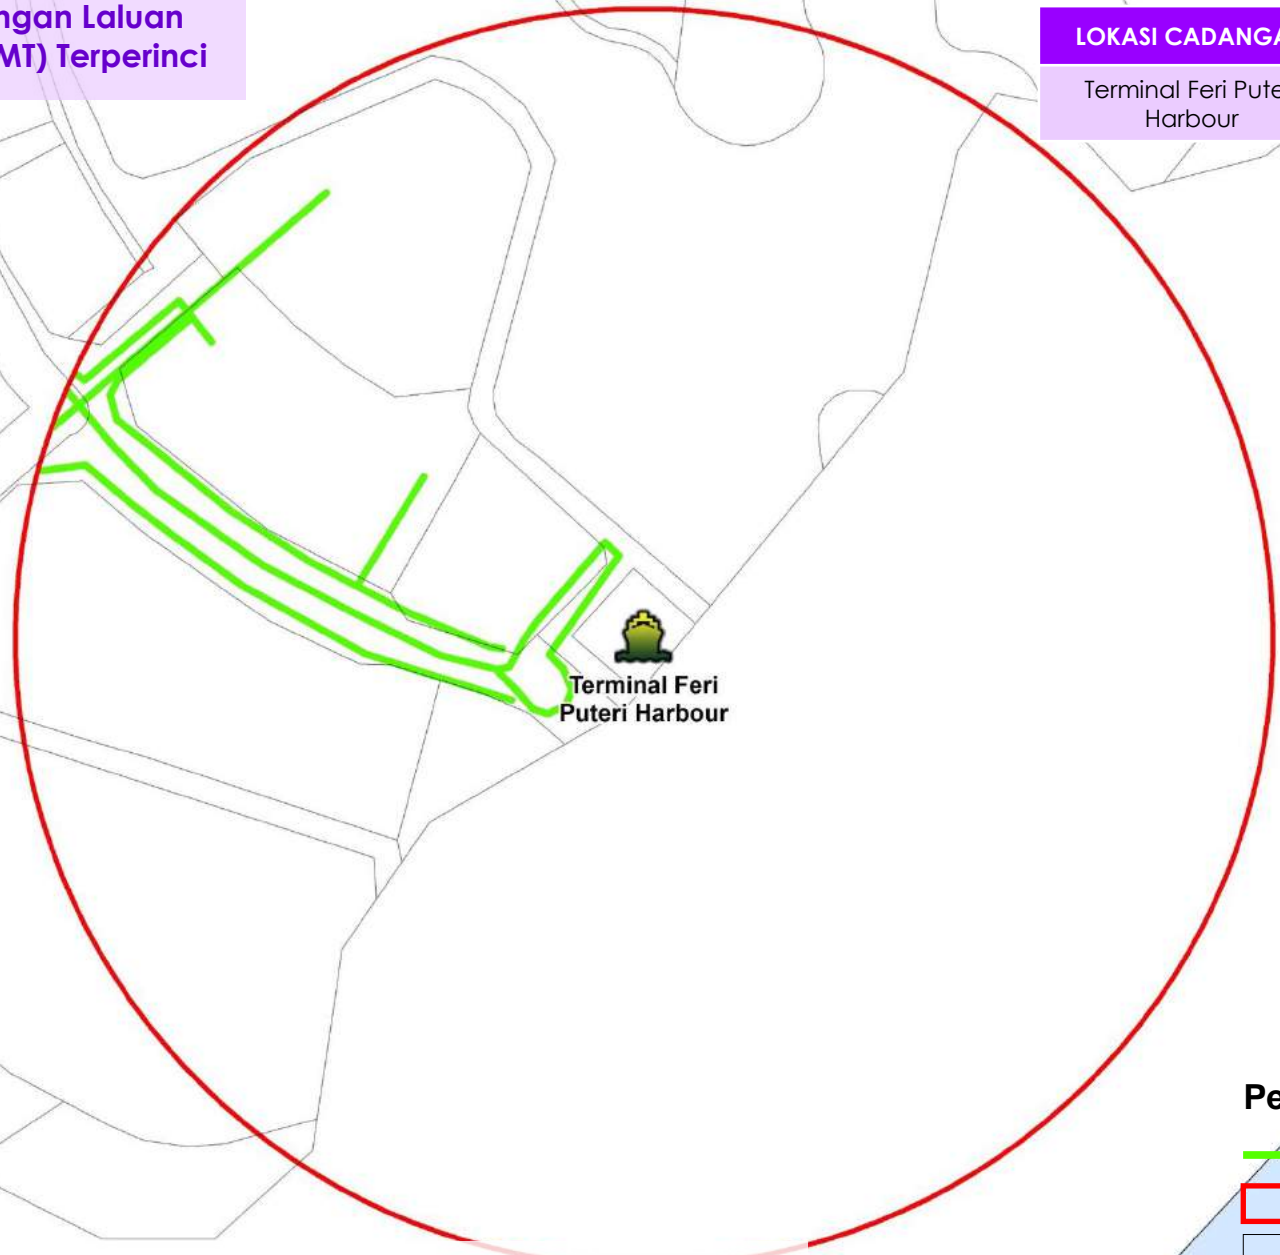 ngan Laluan
MT) Terperinci
LOKASI CADANGA
Terminal Feri Pute
Harbour
Terminal Feri
Puteri Harbour
Pe